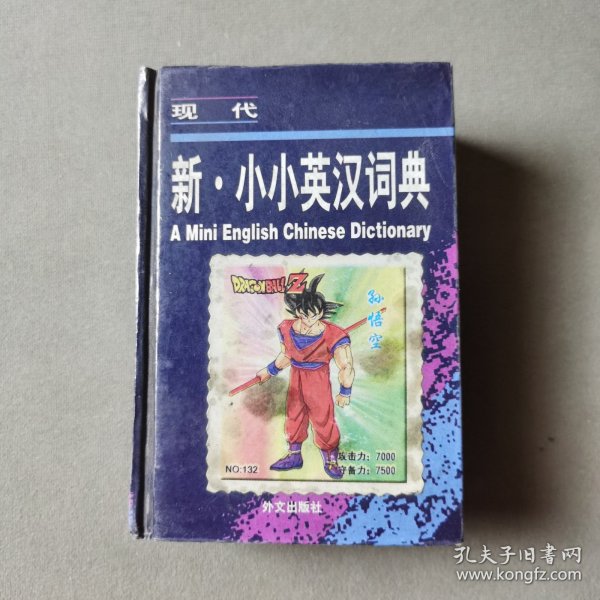 现 代
新·小小英汉词典
A Mini English Chinese Dictionary
DRAGONBALL Z
孙悟空
攻击力：7000
NO:132
守备力：7500
外文出版社
孔夫子旧书网
www.kongfz.com